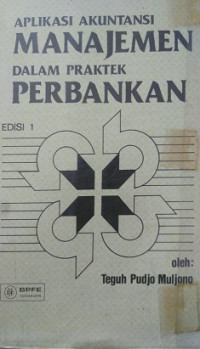 APLIKASI AKUNTANSI
MANAJEMEN
DALAM PRAKTEK
PERBANKAN
EDISI 1
oleh:
Teguh Pudjo Muljono
BPFE